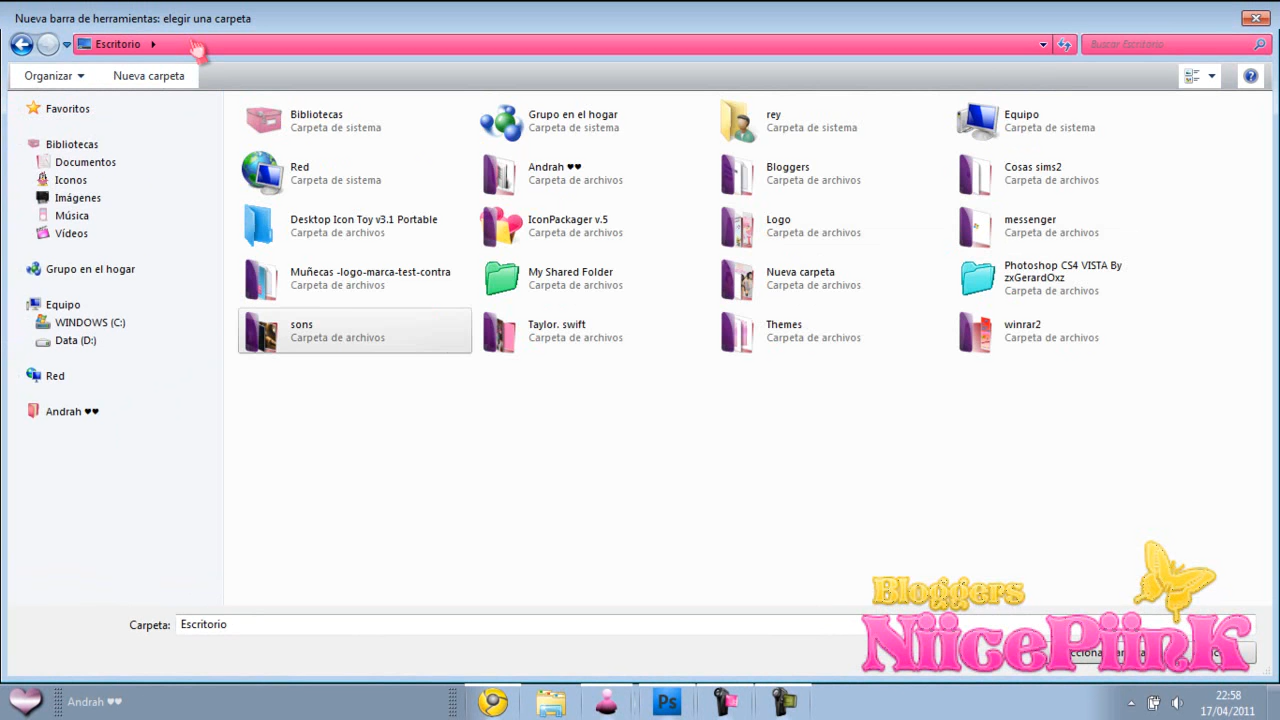 Nueva barra de herramientas: elegir una carpeta
Escritorio
Buscar Escritorio
Organizar
Nueva carpeta
Favoritos
Bibliotecas
Documentos
Iconos
Imágenes
Música
Vídeos
Grupo en el hogar
Equipo
WINDOWS (C:)
Data (D:)
Red
Andrah ♥♥
Bibliotecas
Carpeta de sistema
Grupo en el hogar
Carpeta de sistema
rey
Carpeta de sistema
Equipo
Carpeta de sistema
Red
Carpeta de sistema
Andrah ♥♥
Carpeta de archivos
Bloggers
Carpeta de archivos
Cosas sims2
Carpeta de archivos
Desktop Icon Toy v3.1 Portable
Carpeta de archivos
IconPackager v.5
Carpeta de archivos
Logo
Carpeta de archivos
messenger
Carpeta de archivos
Muñecas -logo-marca-test-contra
Carpeta de archivos
My Shared Folder
Carpeta de archivos
Nueva carpeta
Carpeta de archivos
Photoshop CS4 VISTA By
zxGerardOxz
Carpeta de archivos
sons
Carpeta de archivos
Taylor. swift
Carpeta de archivos
Themes
Carpeta de archivos
winrar2
Carpeta de archivos
Carpeta: Escritorio
Bloggers
NiicePiinK
Andrah ♥♥
Ps
22:58
17/04/2011